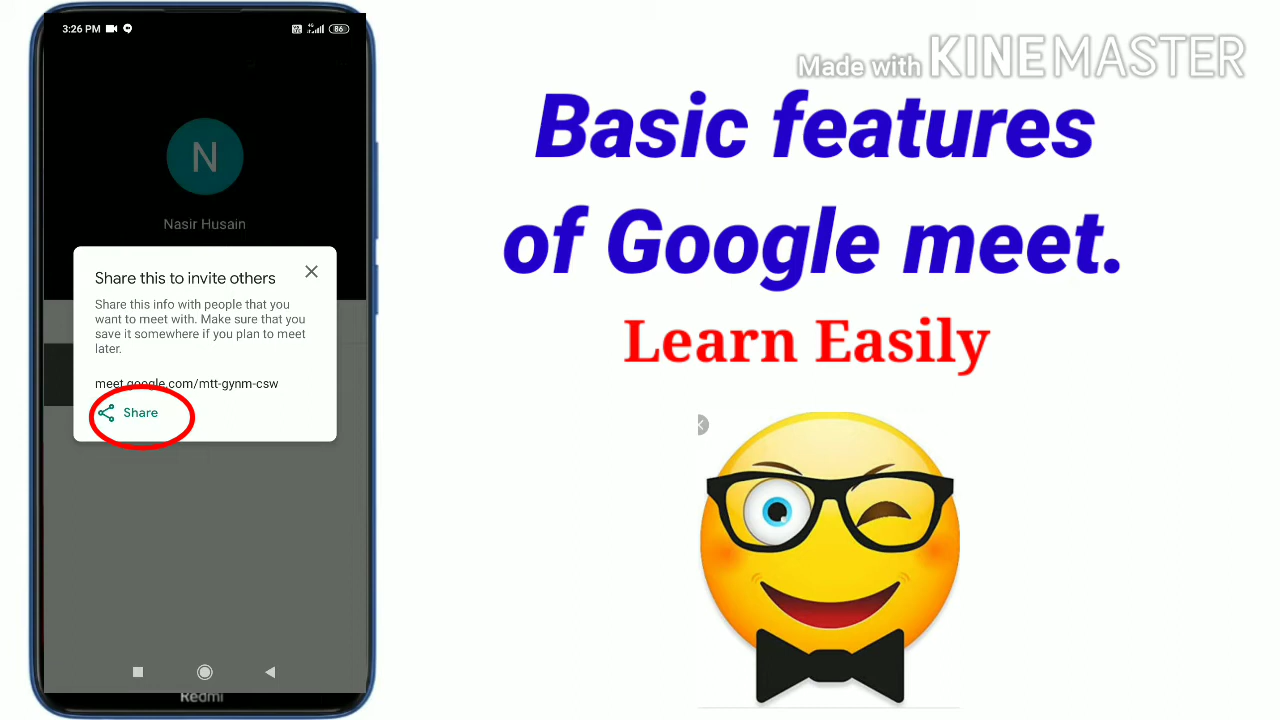 3:26 PM
4G
86
N
Nasir Husain
Share this to invite others
Share this info with people that you
want to meet with. Make sure that you
save it somewhere if you plan to meet
later.
meet.google.com/mtt-gynm-csw
Share
Redmi
Made with KINEMASTER
Basic features
of Google meet.
Learn Easily